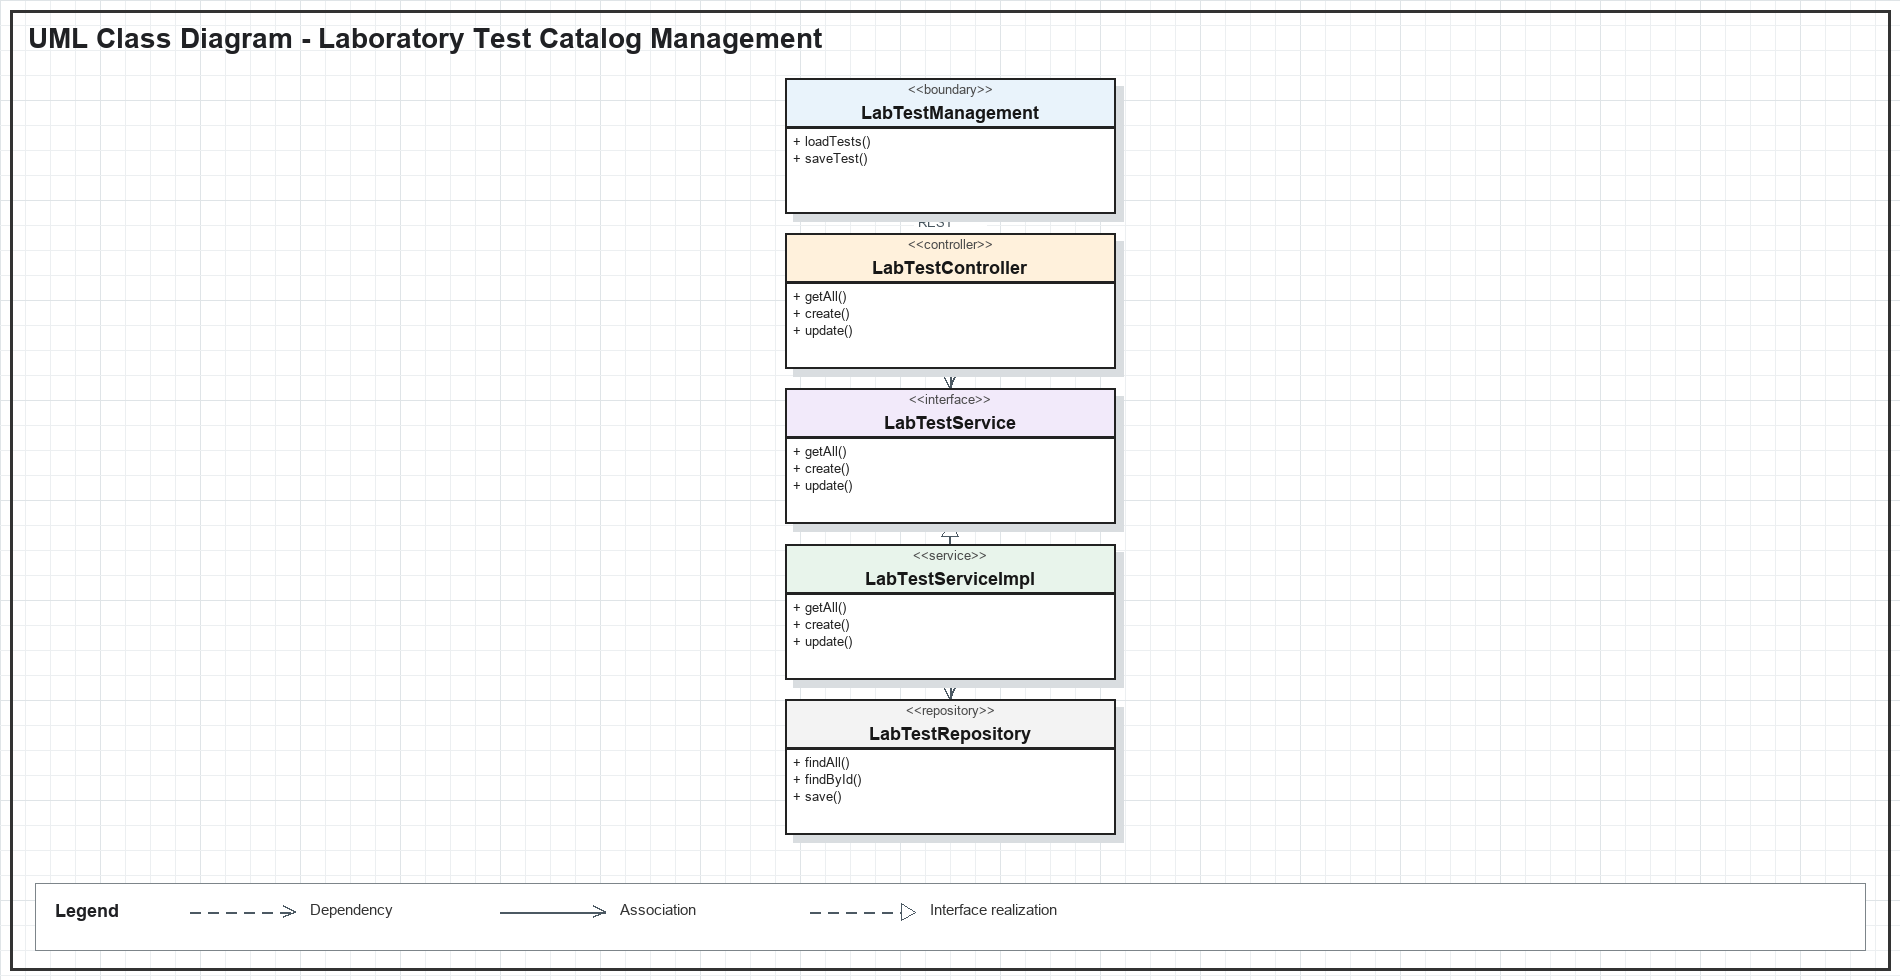 UML Class Diagram - Laboratory Test Catalog Management
<<boundary>>
LabTestManagement
+ loadTests()
+ saveTest()
REST
<<controller>>
LabTestController
+ getAll()
+ create()
+ update()
<<interface>>
LabTestService
+ getAll()
+ create()
+ update()
<<service>>
LabTestServiceImpl
+ getAll()
+ create()
+ update()
<<repository>>
LabTestRepository
+ findAll()
+ findById()
+ save()
Legend
Dependency
Association
Interface realization